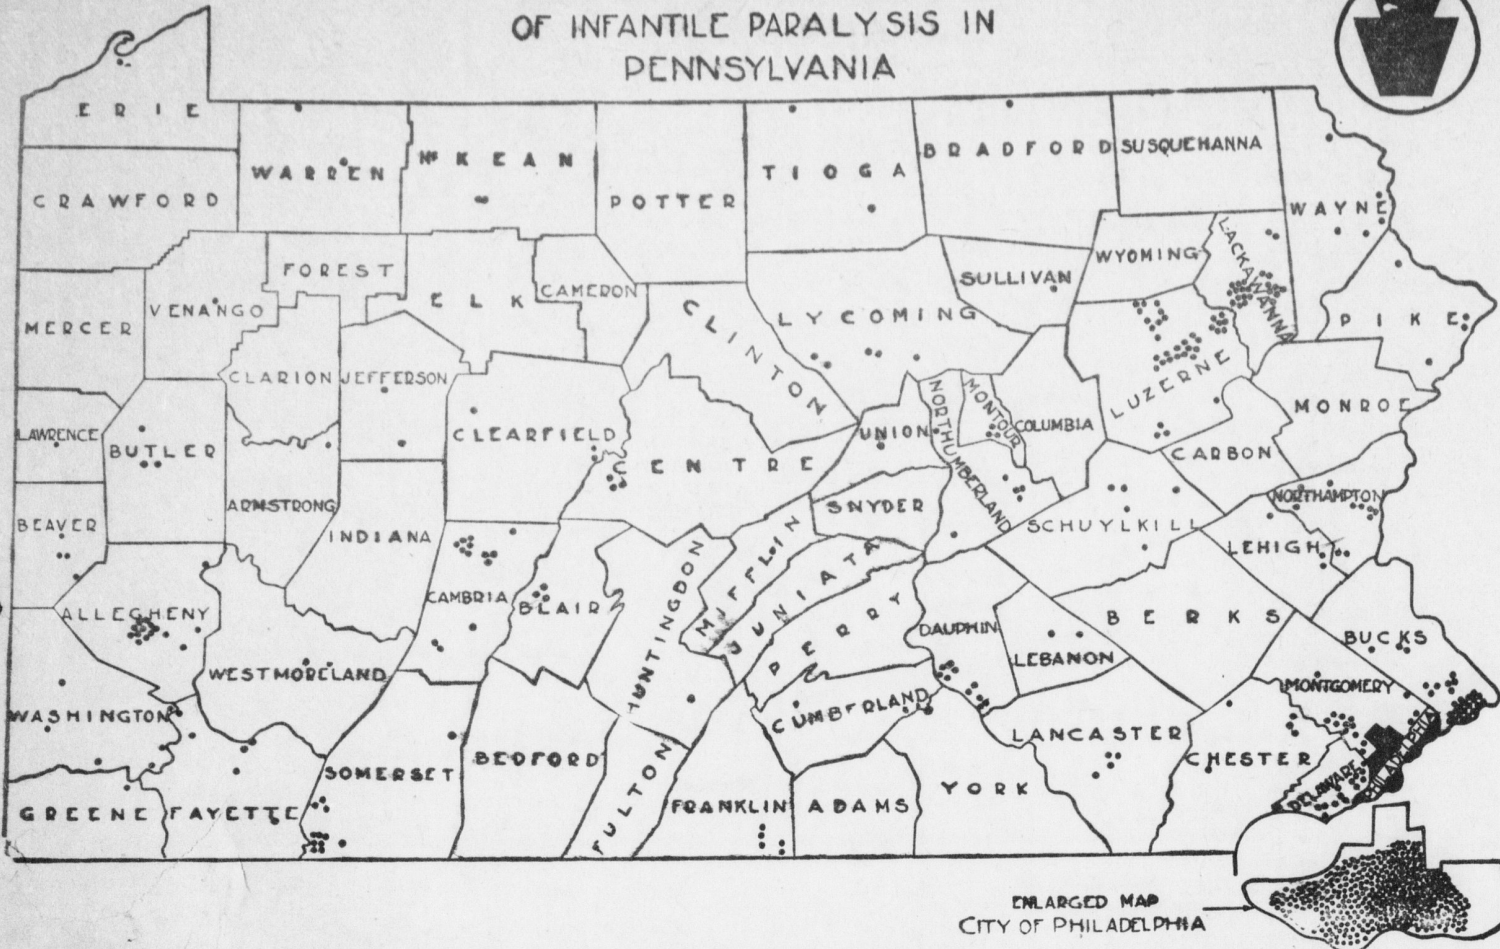 OF INFANTILE PARALYSIS IN
PENNSYLVANIA
ERIE
CRAWFORD
WARREN
McKEAN
POTTER
TIOGA
BRADFORD
SUSQUEHANNA
WAYNE
MERCER
VENANGO
FOREST
ELK
CAMERON
CLINTON
LYCOMING
SULLIVAN
WYOMING
LACKAWANNA
PIKE
LAWRENCE
BUTLER
CLARION
JEFFERSON
CLEARFIELD
CENTRE
UNION
NORTHUMBERLAND
MONTOUR
COLUMBIA
LUZERNE
MONROE
CARBON
BEAVER
ARMSTRONG
INDIANA
SNYDER
SCHUYLKILL
NORTHAMPTON
LEHIGH
ALLEGHENY
CAMBRIA
BLAIR
HUNTINGDON
MIFFLIN
JUNIATA
PERRY
DAUPHIN
LEBANON
BERKS
BUCKS
WASHINGTON
WESTMORELAND
CUMBERLAND
LANCASTER
MONTGOMERY
GREENE
FAYETTE
SOMERSET
BEDFORD
FULTON
FRANKLIN
ADAMS
YORK
CHESTER
DELAWARE
PHILADELPHIA
ENLARGED MAP
CITY OF PHILADELPHIA